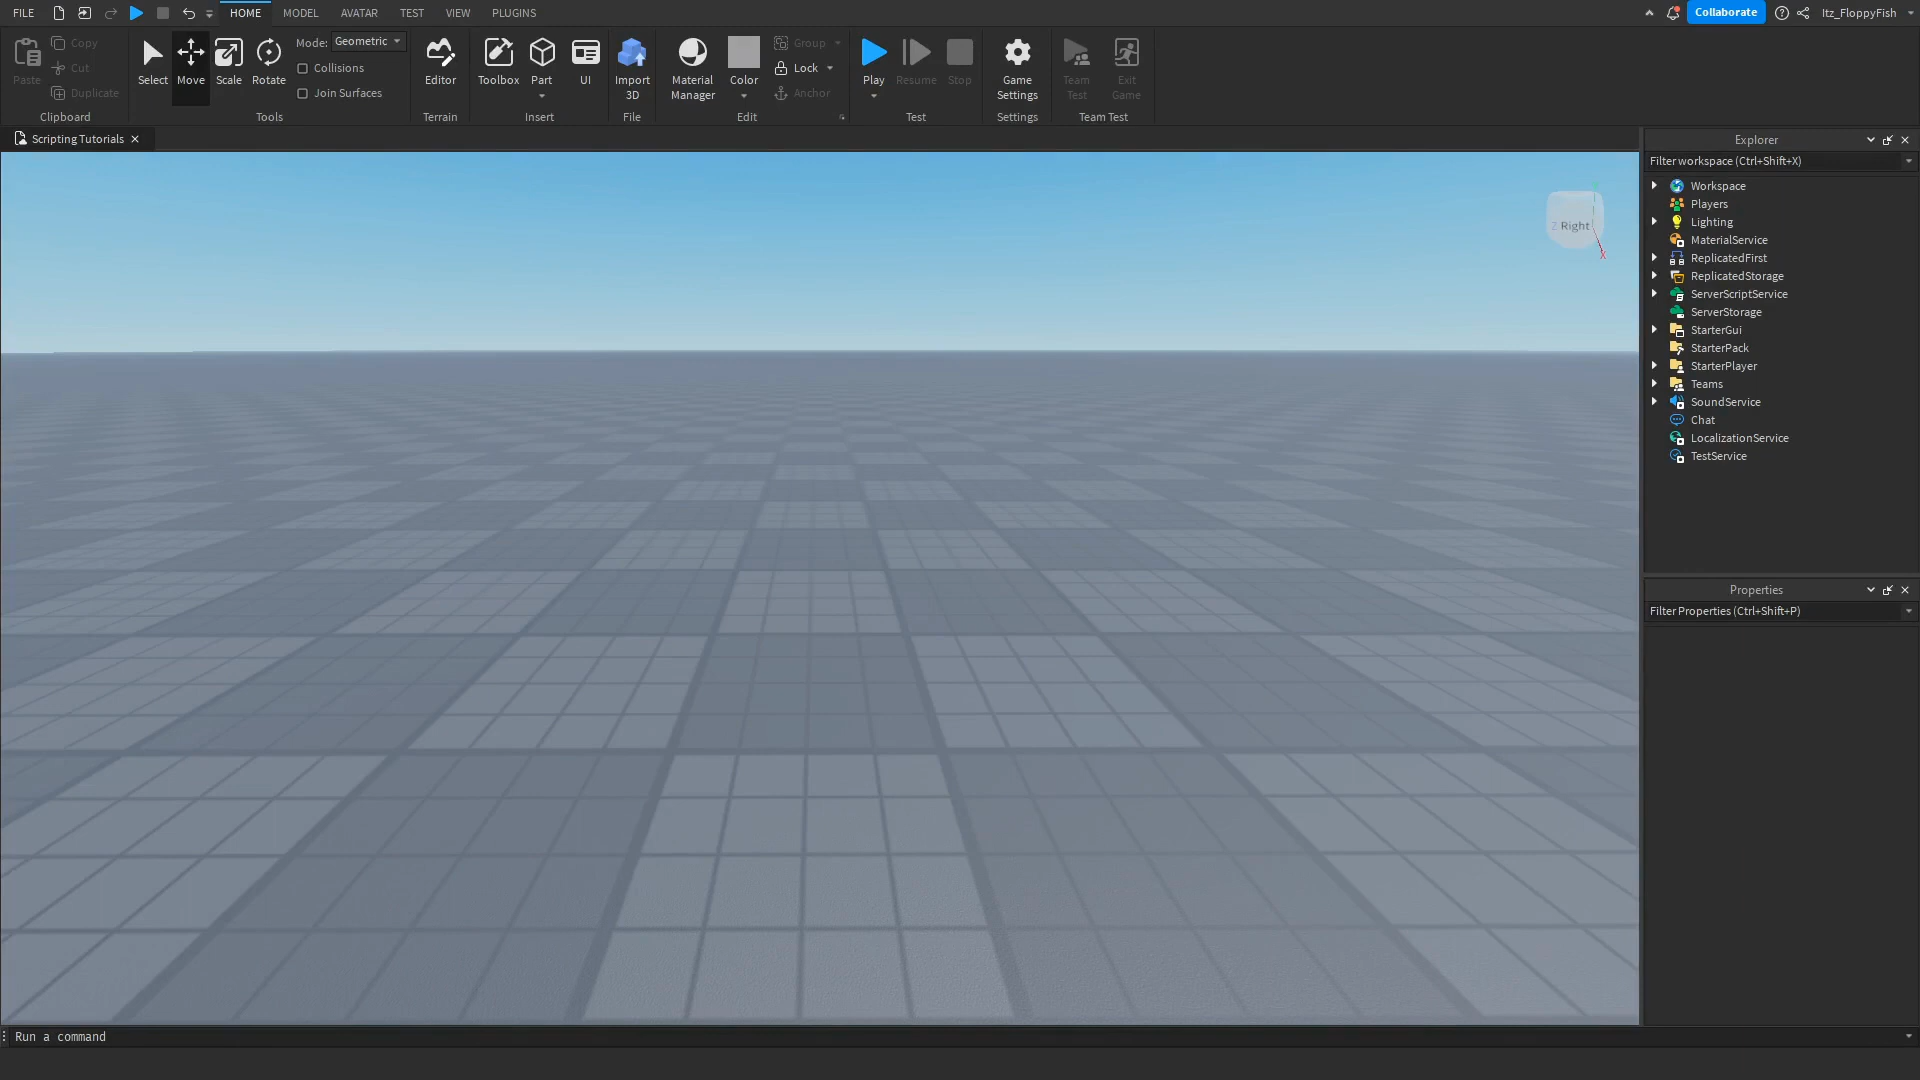 FILE HOME MODEL AVATAR TEST VIEW PLUGINS Collaborate Itz_FloppyFish
Paste
Copy
Cut
Duplicate
Clipboard
Select Move Scale Rotate
Mode: Geometric
Collisions
Join Surfaces
Tools
Editor
Terrain
Toolbox Part UI
Insert
Import
3D
File
Material
Manager
Color
Group
Lock
Anchor
Edit
Play Resume Stop
Test
Game
Settings
Settings
Team
Test
Exit
Game
Team Test
Scripting Tutorials
Z Right
X
Explorer
Filter workspace (Ctrl+Shift+X)
Workspace
Players
Lighting
MaterialService
ReplicatedFirst
ReplicatedStorage
ServerScriptService
ServerStorage
StarterGui
StarterPack
StarterPlayer
Teams
SoundService
Chat
LocalizationService
TestService
Properties
Filter Properties (Ctrl+Shift+P)
Run a command